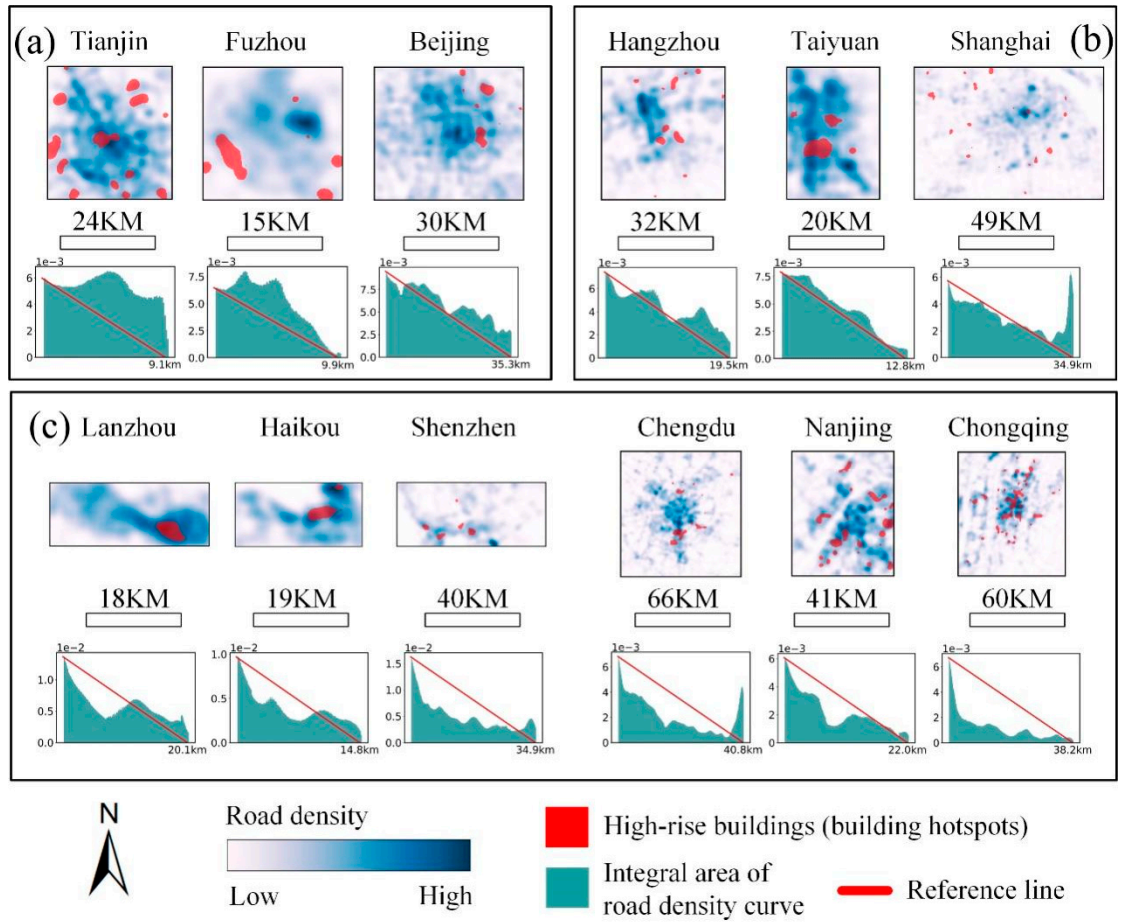 (a) Tianjin Fuzhou Beijing
24KM 15KM 30KM
1e−3 1e−3 1e−3
6 4 2 0 9.1km
7.5 5.0 2.5 0.0 9.9km
7.5 5.0 2.5 0.0 35.3km
Hangzhou Taiyuan Shanghai (b)
32KM 20KM 49KM
1e−3 1e−3 1e−3
6 4 2 0 19.5km
7.5 5.0 2.5 0.0 12.8km
6 4 2 0 34.9km
(c) Lanzhou Haikou Shenzhen Chengdu Nanjing Chongqing
18KM 19KM 40KM 66KM 41KM 60KM
1e−2 1e−2 1e−2 1e−3 1e−3 1e−3
1.0 0.5 0.0 20.1km
1.0 0.5 0.0 14.8km
1.5 1.0 0.5 0.0 34.9km
6 4 2 0 40.8km
6 4 2 0 22.0km
6 4 2 0 38.2km
N
Road density
Low High
High-rise buildings (building hotspots)
Integral area of
road density curve
Reference line